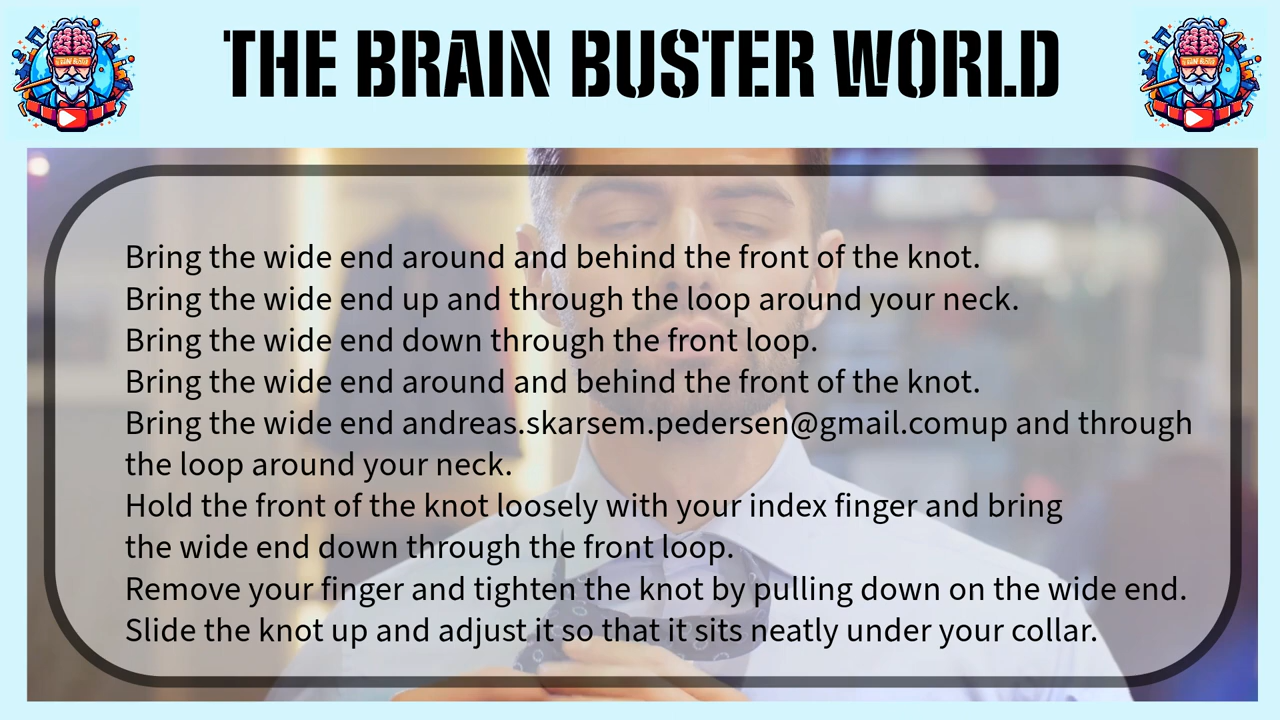 THE BRAIN BUSTER WORLD
Bring the wide end around and behind the front of the knot.
Bring the wide end up and through the loop around your neck.
Bring the wide end down through the front loop.
Bring the wide end around and behind the front of the knot.
Bring the wide end andreas.skarsem.pedersen@gmail.comup and through
the loop around your neck.
Hold the front of the knot loosely with your index finger and bring
the wide end down through the front loop.
Remove your finger and tighten the knot by pulling down on the wide end.
Slide the knot up and adjust it so that it sits neatly under your collar.